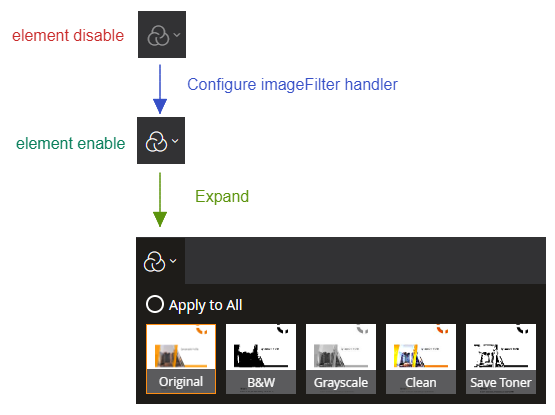 element disable
Configure imageFilter handler
element enable
Expand
Apply to All
Original
B&W
Grayscale
Clean
Save Toner